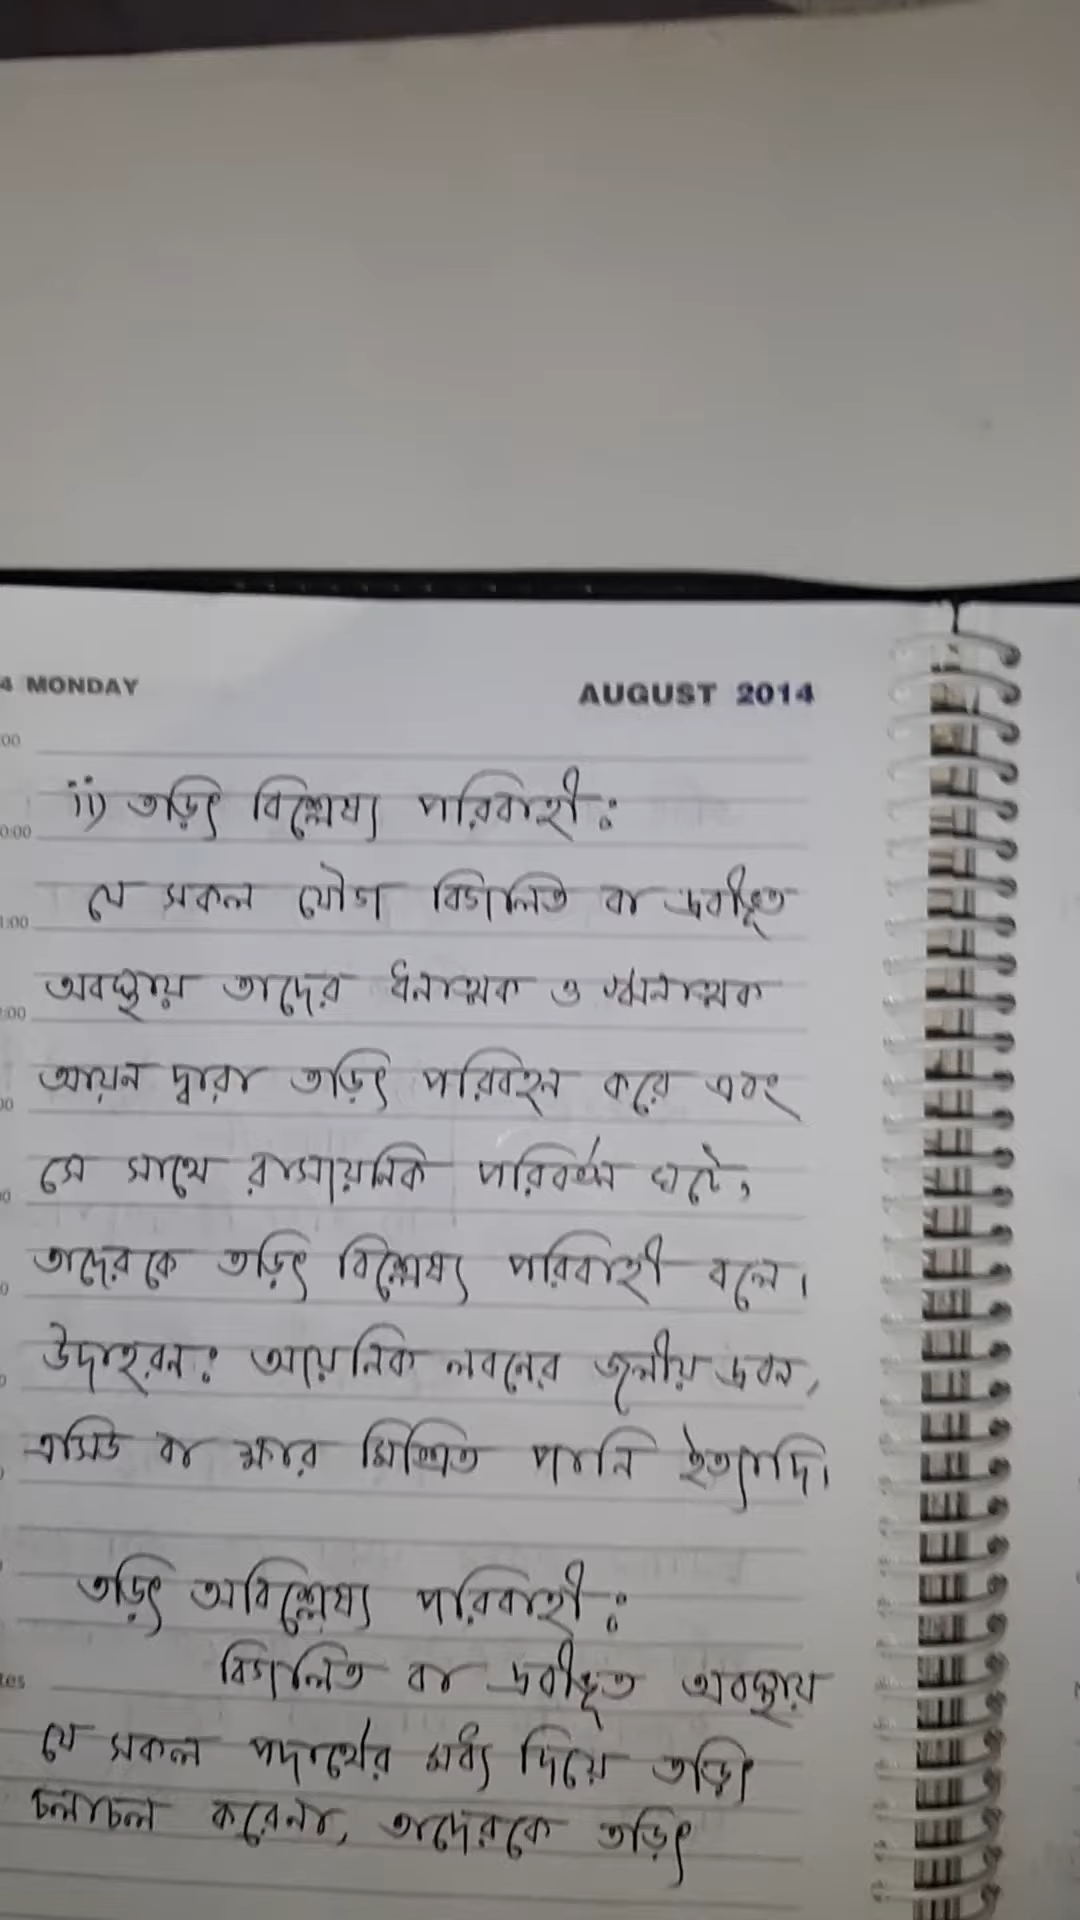 4 MONDAY AUGUST 2014
ii) তড়িৎ বিশ্লেষ্য পরিবাহী:
যে সকল যৌগ বিগলিত বা দ্রবীভূত
অবস্থায় তাদের ধনাত্মক ও ঋনাত্মক
আয়ন দ্বারা তড়িৎ পরিবহন করে এবং
সে সাথে রাসায়নিক পরিবর্তন ঘটে,
তাদেরকে তড়িৎ বিশ্লেষ্য পরিবাহী বলে।
উদাহরন: আয়নিক লবনের জলীয় দ্রবন,
এসিড বা ক্ষার মিশ্রিত পানি ইত্যাদি।
তড়িৎ অবিশ্লেষ্য পরিবাহী:
বিগলিত বা দ্রবীভূত অবস্থায়
যে সকল পদার্থের মধ্য দিয়ে তড়িৎ
চলাচল করেনা, তাদেরকে তড়িৎ